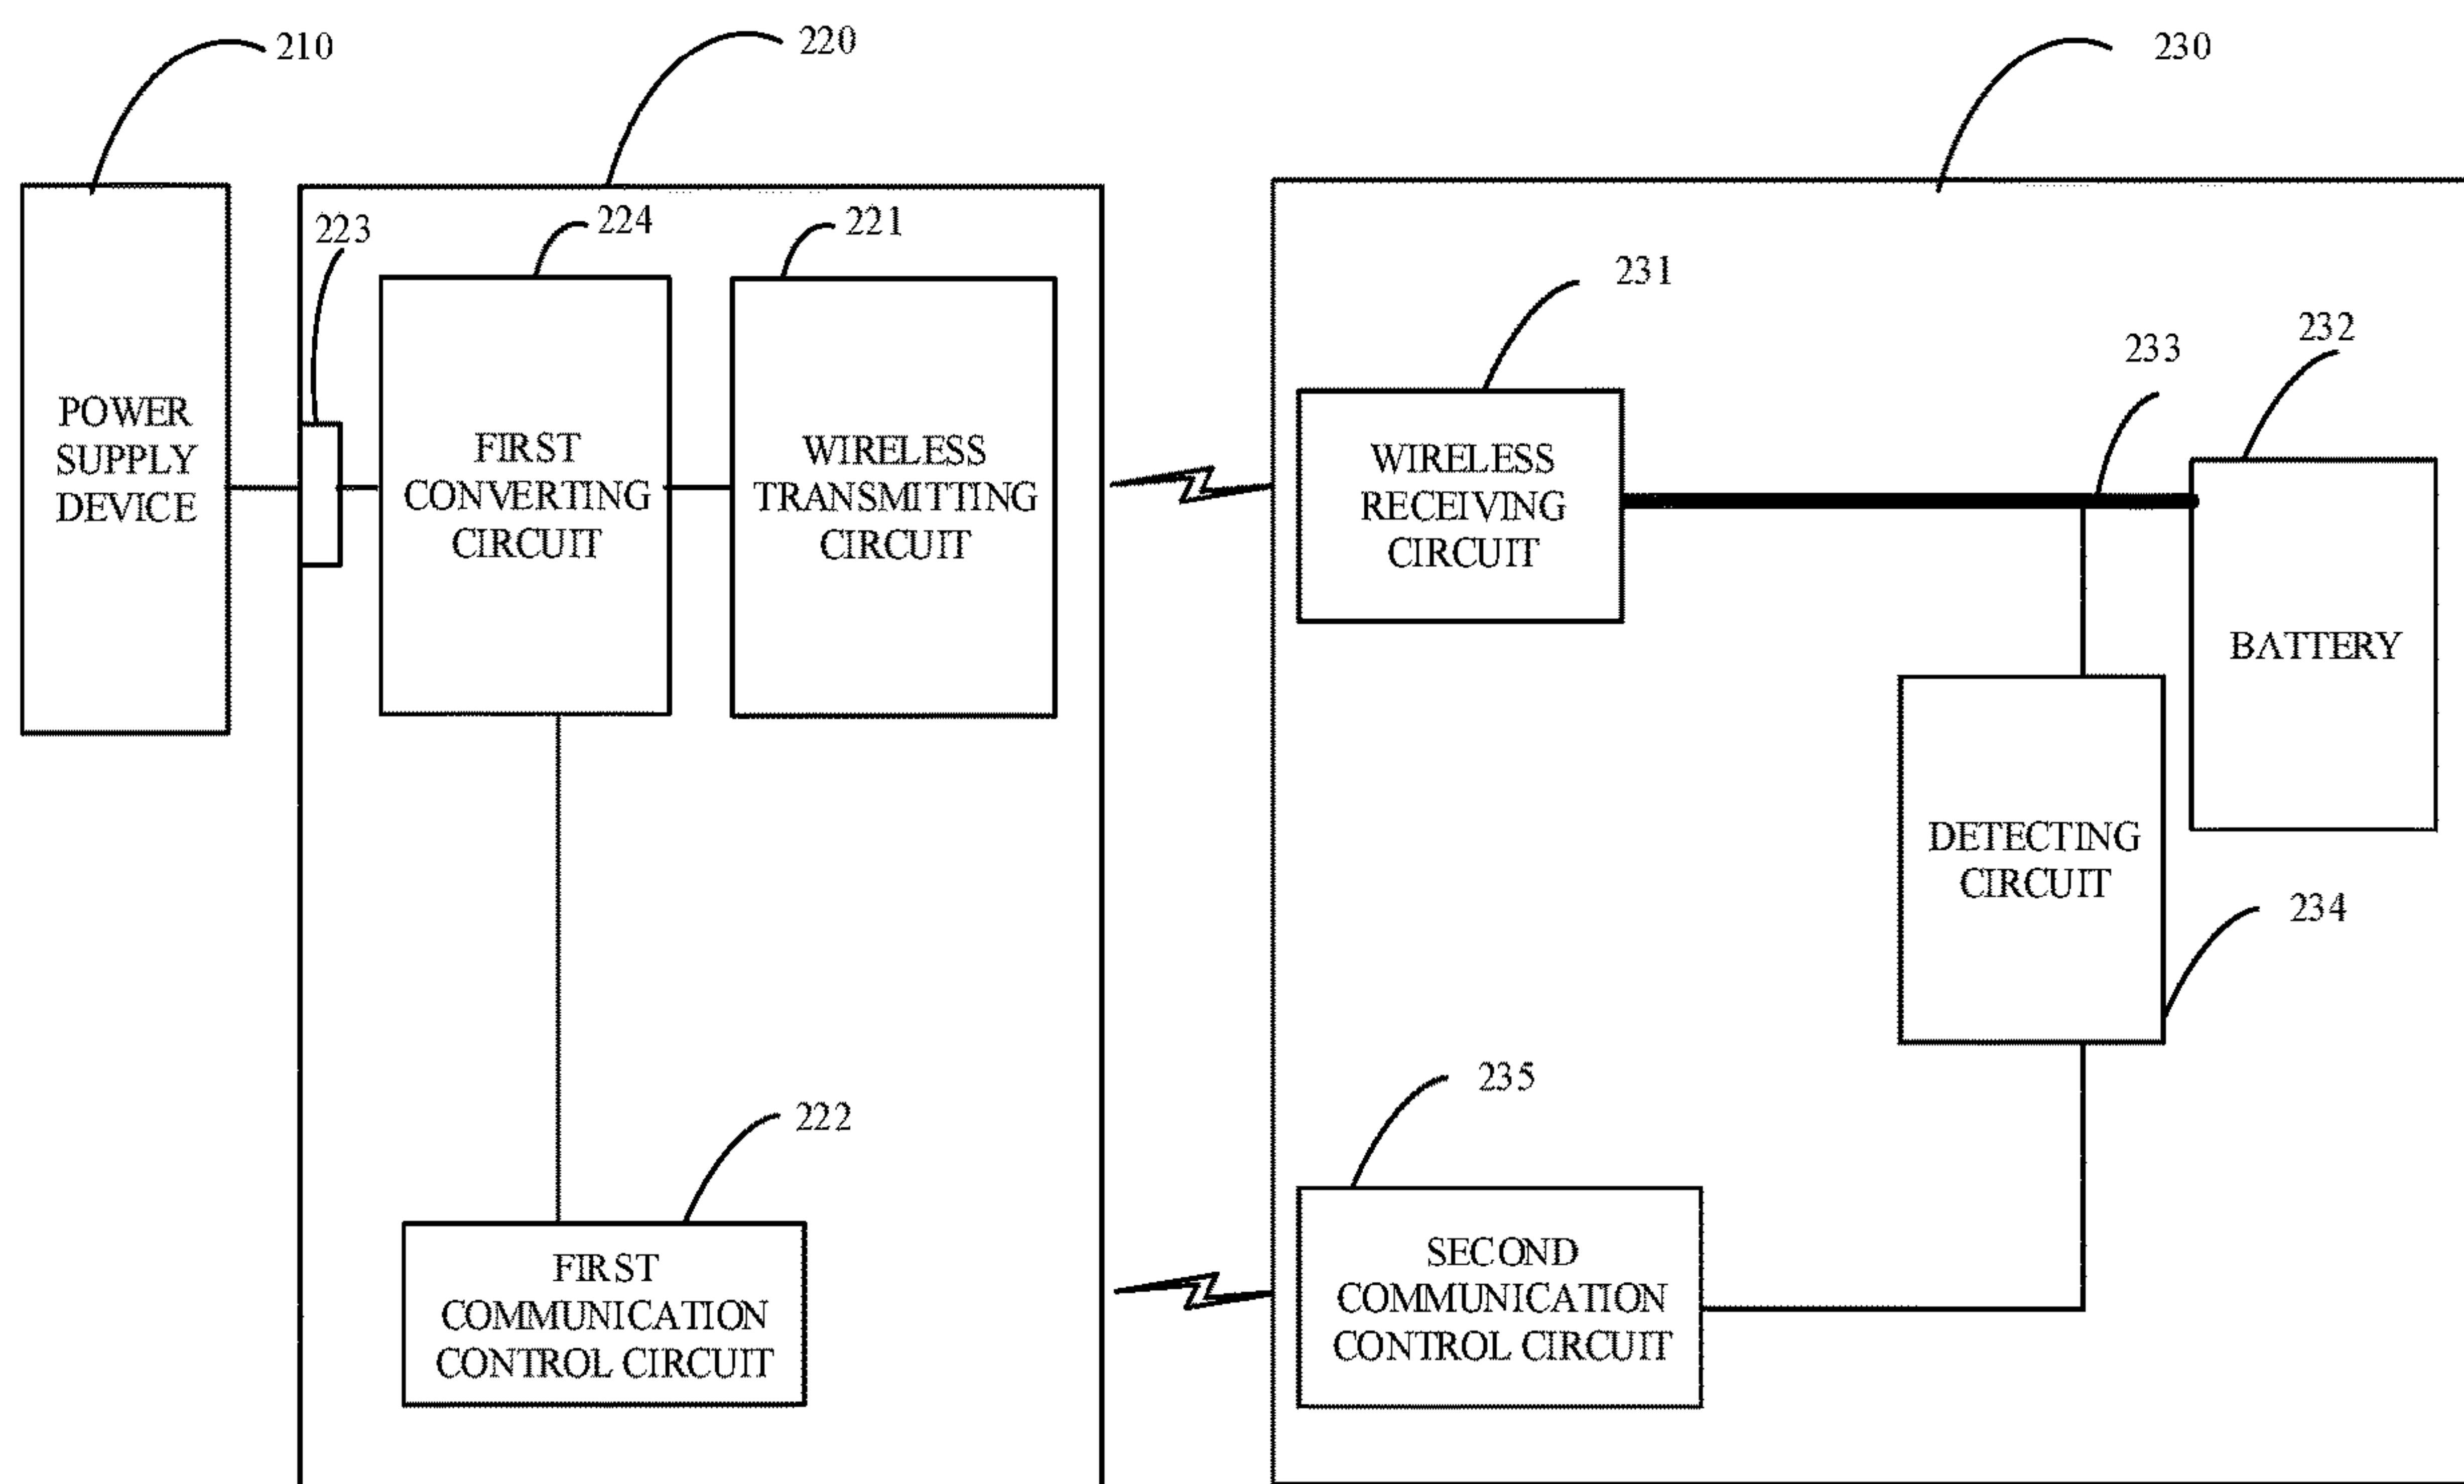 210
220
230
223
224
221
231
232
233
POWER
SUPPLY
DEVICE
FIRST
CONVERTING
CIRCUIT
WIRELESS
TRANSMITTING
CIRCUIT
WIRELESS
RECEIVING
CIRCUIT
BATTERY
DETECTING
CIRCUIT
234
235
222
FIRST
COMMUNICATION
CONTROL CIRCUIT
SECOND
COMMUNICATION
CONTROL CIRCUIT